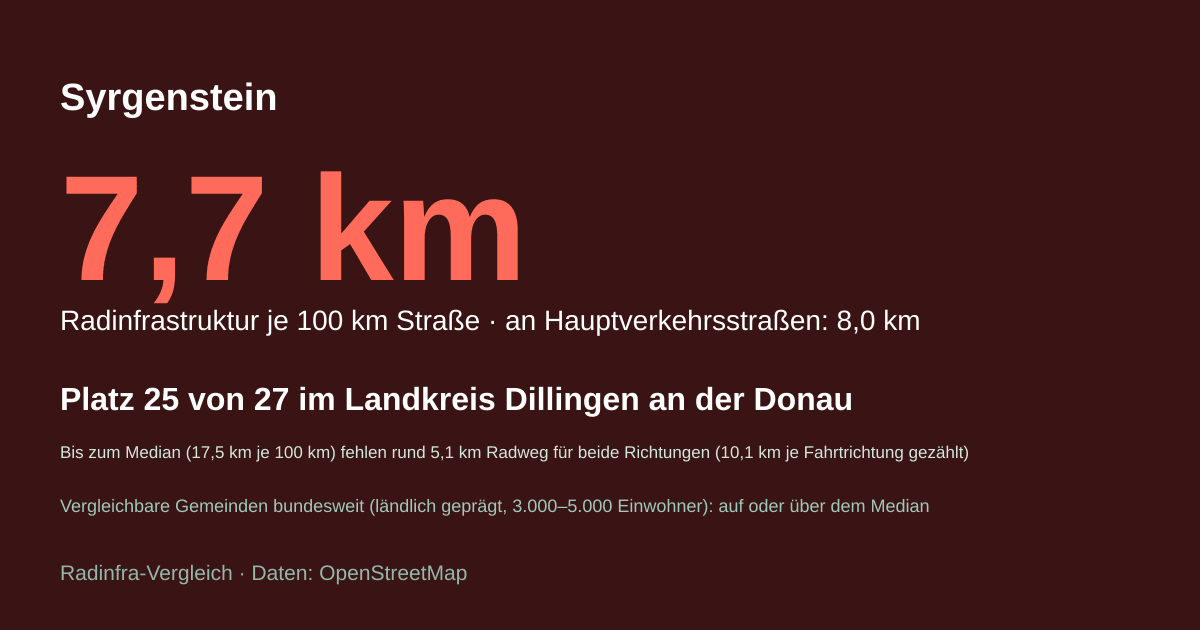 Syrgenstein
7,7 km
Radinfrastruktur je 100 km Straße · an Hauptverkehrsstraßen: 8,0 km
Platz 25 von 27 im Landkreis Dillingen an der Donau
Bis zum Median (17,5 km je 100 km) fehlen rund 5,1 km Radweg für beide Richtungen (10,1 km je Fahrtrichtung gezählt)
Vergleichbare Gemeinden bundesweit (ländlich geprägt, 3.000–5.000 Einwohner): auf oder über dem Median
Radinfra-Vergleich · Daten: OpenStreetMap